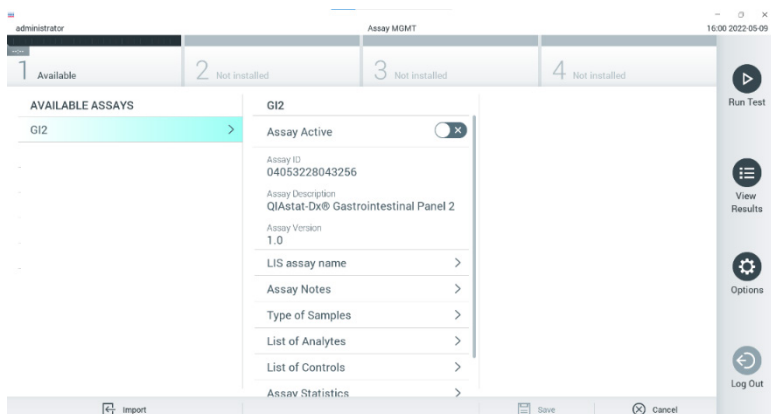 administrator
Assay MGMT
16:00 2022-05-09
1 Available
2 Not installed
3 Not installed
4 Not installed
Run Test
AVAILABLE ASSAYS
GI2
GI2
Assay Active
Assay ID
04053228043256
Assay Description
QIAstat-Dx® Gastrointestinal Panel 2
Assay Version
1.0
LIS assay name
Assay Notes
Type of Samples
List of Analytes
List of Controls
Assay Statistics
View
Results
Options
Log Out
Import
Save
Cancel